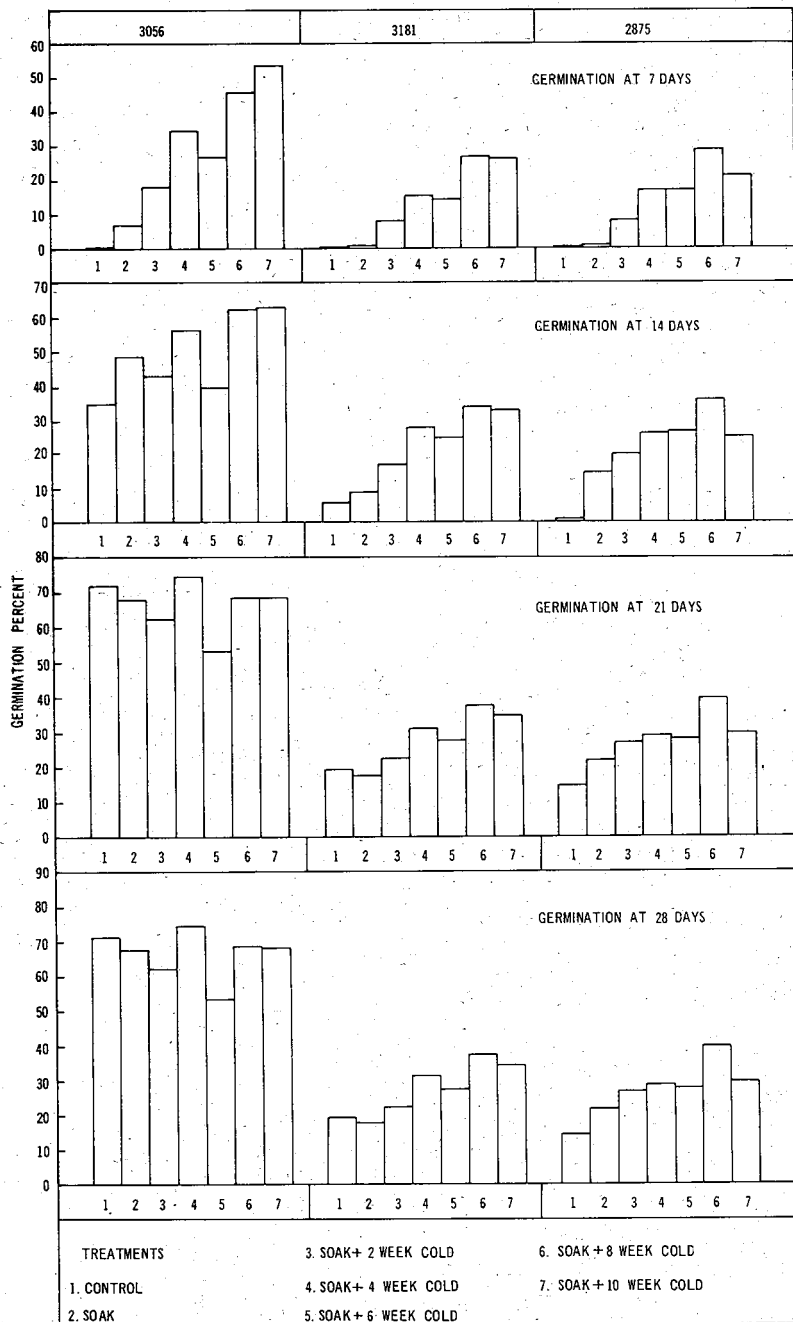 3056 3181 2875
GERMINATION AT 7 DAYS
60
50
40
30
20
10
0
1 2 3 4 5 6 7 1 2 3 4 5 6 7 1 2 3 4 5 6 7
GERMINATION AT 14 DAYS
70
60
50
40
30
20
10
0
1 2 3 4 5 6 7 1 2 3 4 5 6 7 1 2 3 4 5 6 7
GERMINATION PERCENT
GERMINATION AT 21 DAYS
80
70
60
50
40
30
20
10
0
1 2 3 4 5 6 7 1 2 3 4 5 6 7 1 2 3 4 5 6 7
GERMINATION AT 28 DAYS
90
80
70
60
50
40
30
20
10
0
1 2 3 4 5 6 7 1 2 3 4 5 6 7 1 2 3 4 5 6 7
TREATMENTS
1. CONTROL
2. SOAK
3. SOAK+ 2 WEEK COLD
4. SOAK+ 4 WEEK COLD
5. SOAK+ 6 WEEK COLD
6. SOAK+8 WEEK COLD
7. SOAK+10 WEEK COLD